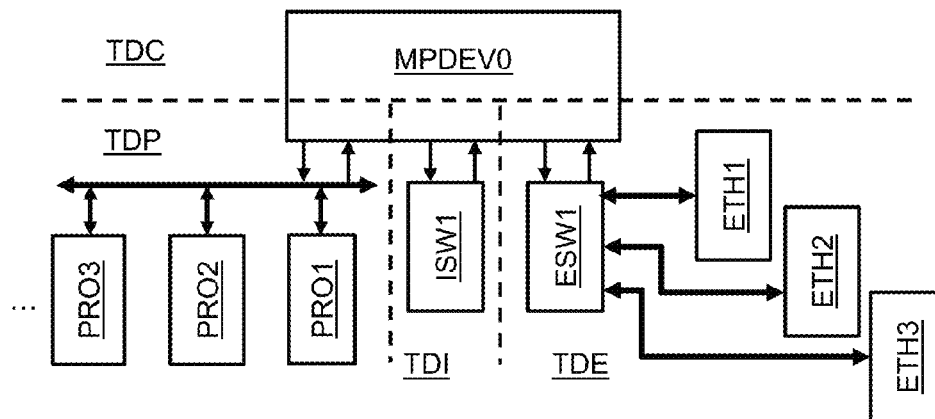 TDC
MPDEV0
TDP
ETH1
ISW1
ESW1
ETH2
PRO3
PRO2
PRO1
...
ETH3
TDI
TDE